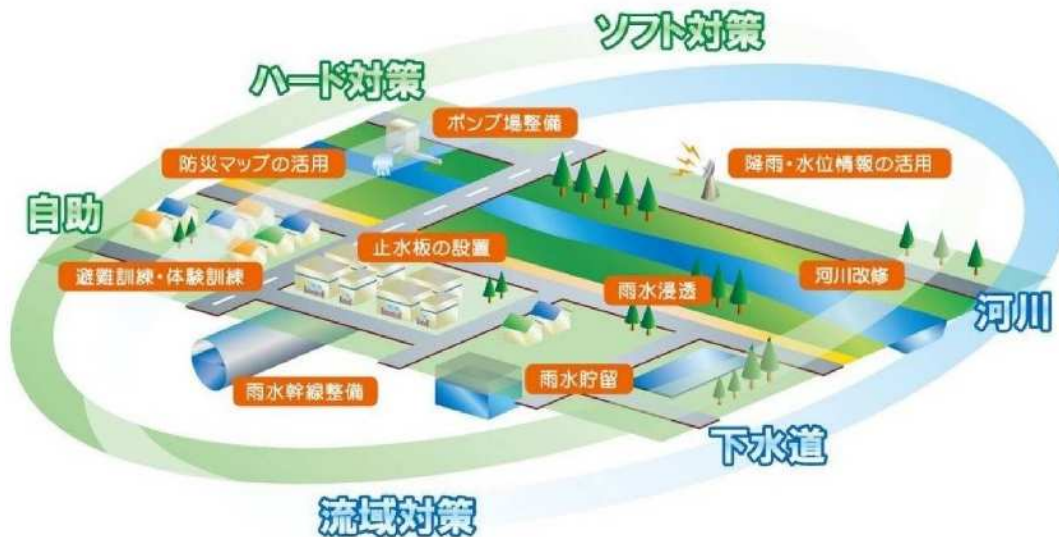 ソフト対策
ハード対策
ポンプ場整備
防災マップの活用
降雨・水位情報の活用
自助
避難訓練・体験訓練
止水板の設置
雨水浸透
河川改修
河川
雨水幹線整備
雨水貯留
下水道
流域対策